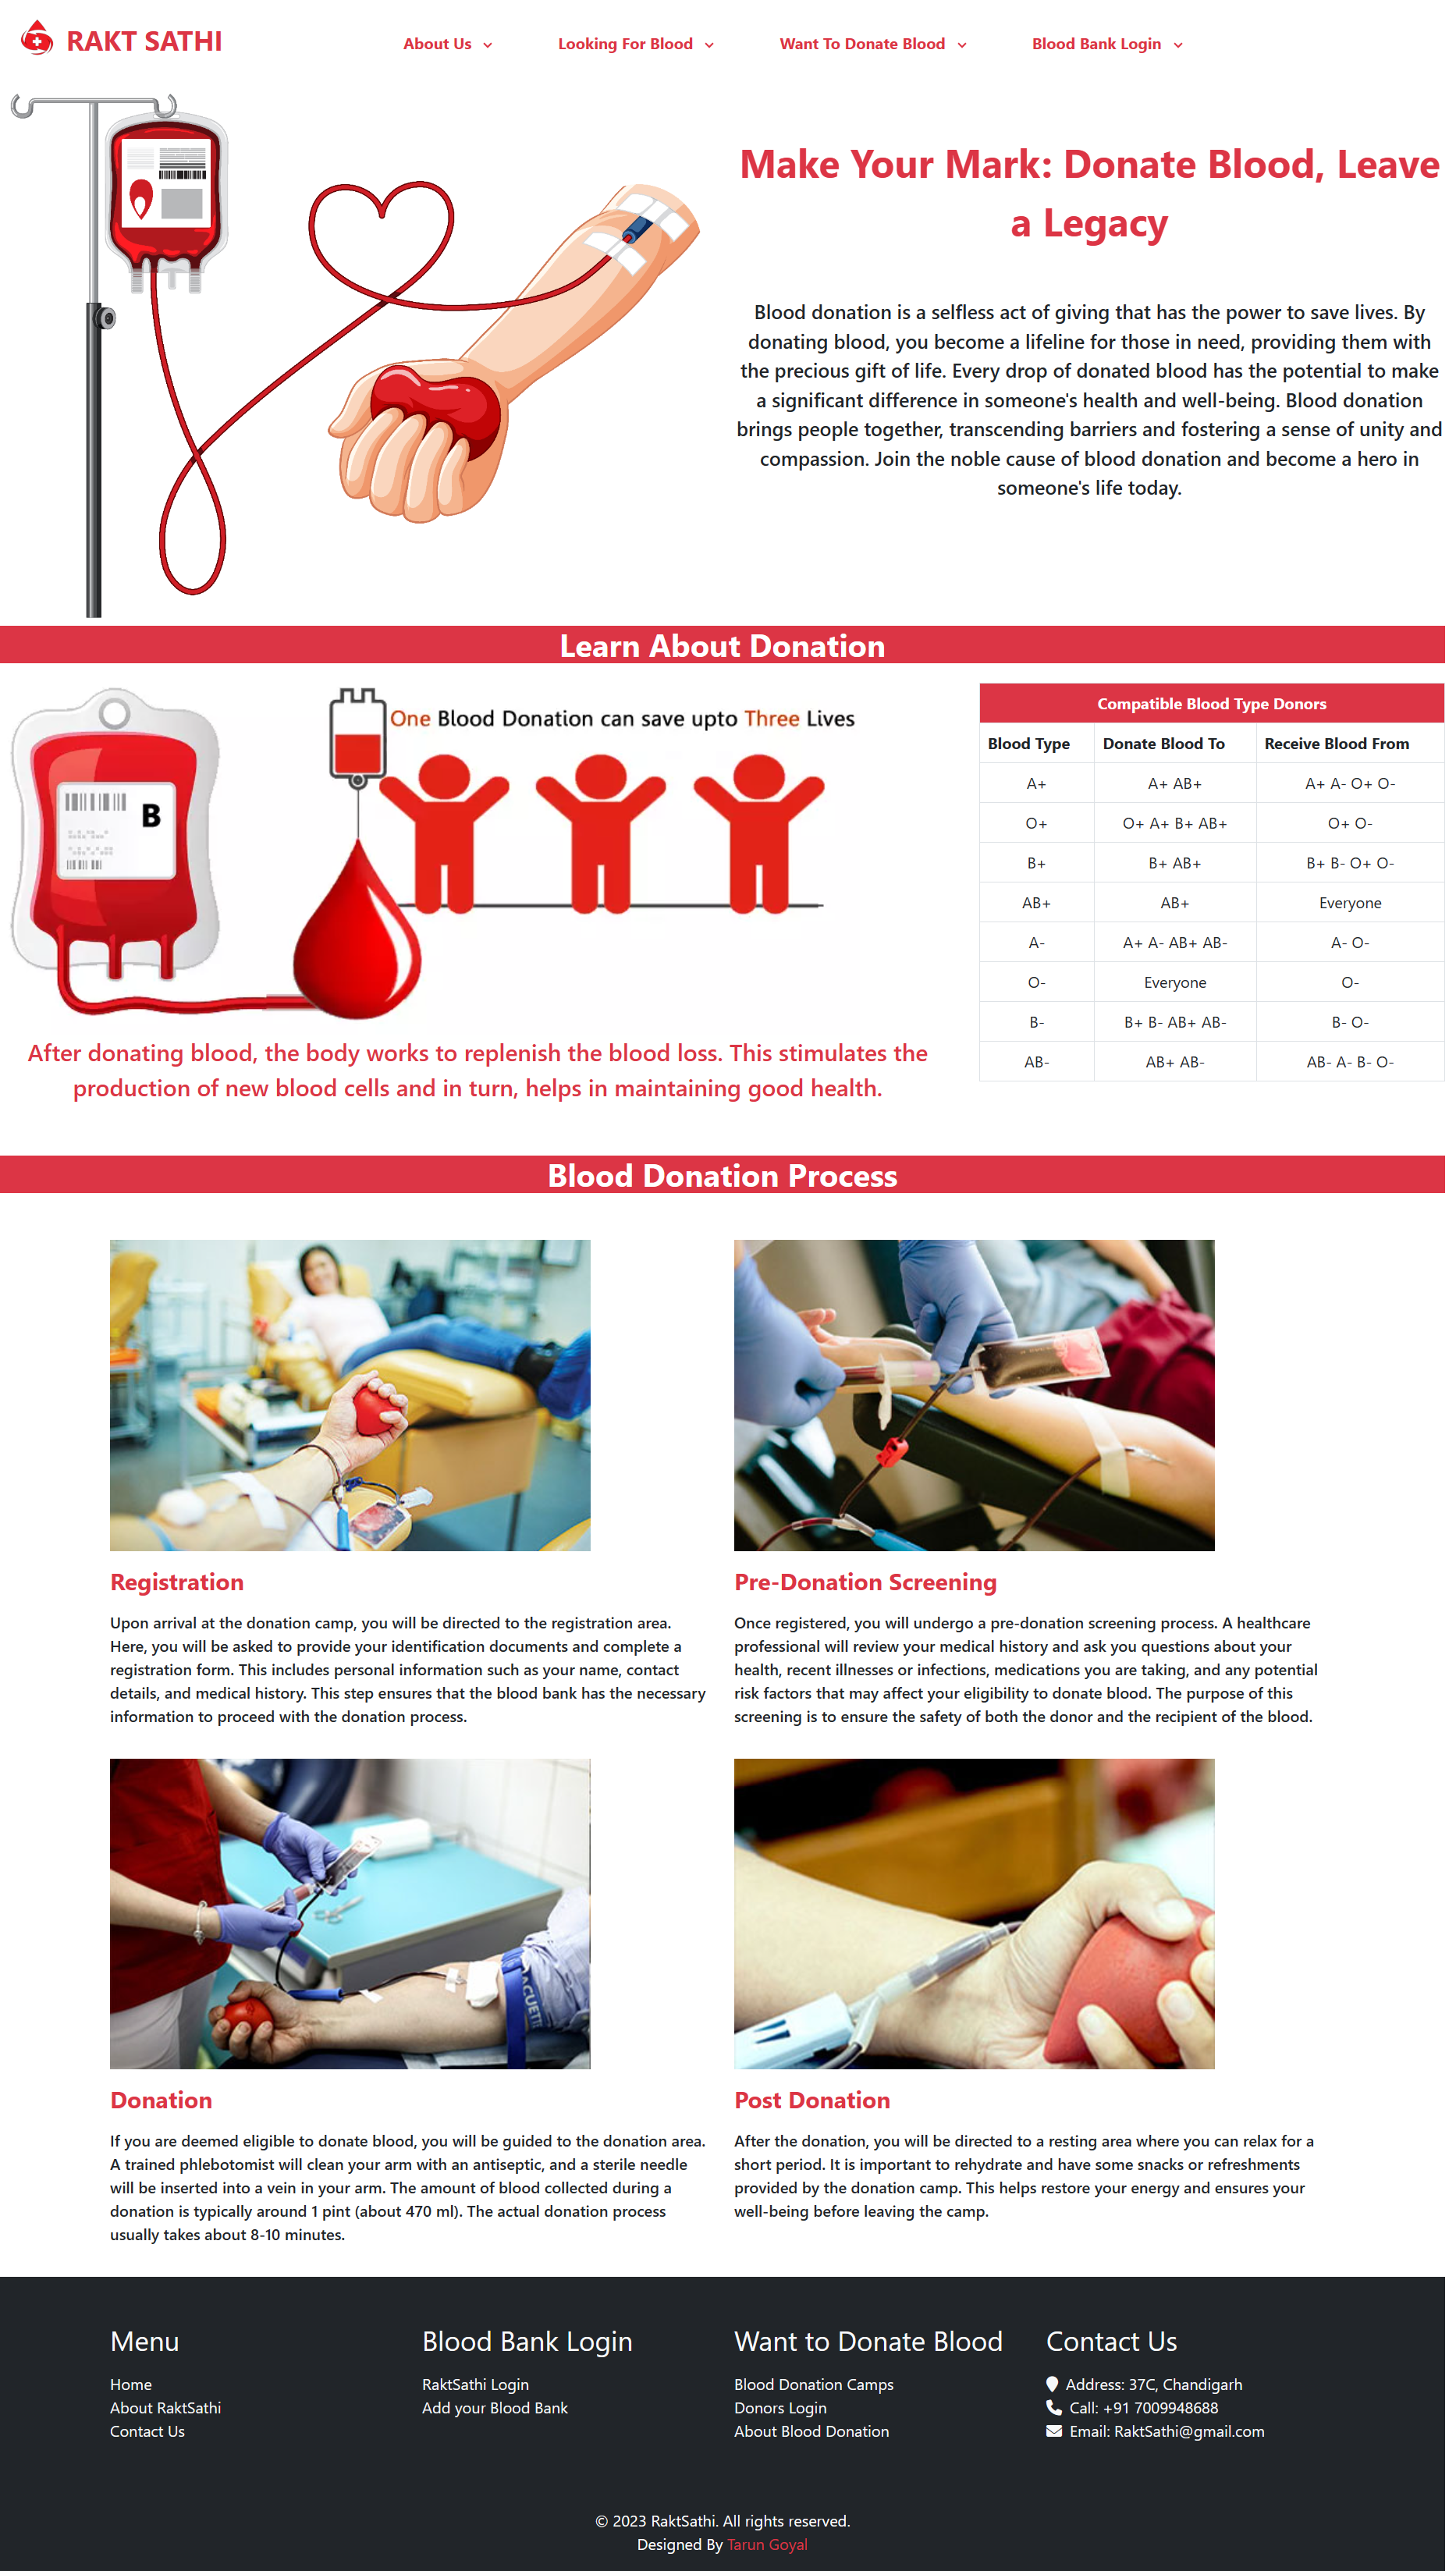 RAKT SATHI
About Us
Looking For Blood
Want To Donate Blood
Blood Bank Login
Make Your Mark: Donate Blood, Leave
a Legacy
Blood donation is a selfless act of giving that has the power to save lives. By
donating blood, you become a lifeline for those in need, providing them with
the precious gift of life. Every drop of donated blood has the potential to make
a significant difference in someone's health and well-being. Blood donation
brings people together, transcending barriers and fostering a sense of unity and
compassion. Join the noble cause of blood donation and become a hero in
someone's life today.
Learn About Donation
One Blood Donation can save upto Three Lives
B
After donating blood, the body works to replenish the blood loss. This stimulates the
production of new blood cells and in turn, helps in maintaining good health.
Compatible Blood Type Donors
Blood Type Donate Blood To Receive Blood From
A+ A+ AB+ A+ A- O+ O-
O+ O+ A+ B+ AB+ O+ O-
B+ B+ AB+ B+ B- O+ O-
AB+ AB+ Everyone
A- A+ A- AB+ AB- A- O-
O- Everyone O-
B- B+ B- AB+ AB- B- O-
AB- AB+ AB- AB- A- B- O-
Blood Donation Process
Registration
Upon arrival at the donation camp, you will be directed to the registration area.
Here, you will be asked to provide your identification documents and complete a
registration form. This includes personal information such as your name, contact
details, and medical history. This step ensures that the blood bank has the necessary
information to proceed with the donation process.
Pre-Donation Screening
Once registered, you will undergo a pre-donation screening process. A healthcare
professional will review your medical history and ask you questions about your
health, recent illnesses or infections, medications you are taking, and any potential
risk factors that may affect your eligibility to donate blood. The purpose of this
screening is to ensure the safety of both the donor and the recipient of the blood.
Donation
If you are deemed eligible to donate blood, you will be guided to the donation area.
A trained phlebotomist will clean your arm with an antiseptic, and a sterile needle
will be inserted into a vein in your arm. The amount of blood collected during a
donation is typically around 1 pint (about 470 ml). The actual donation process
usually takes about 8-10 minutes.
Post Donation
After the donation, you will be directed to a resting area where you can relax for a
short period. It is important to rehydrate and have some snacks or refreshments
provided by the donation camp. This helps restore your energy and ensures your
well-being before leaving the camp.
Menu
Home
About RaktSathi
Contact Us
Blood Bank Login
RaktSathi Login
Add your Blood Bank
Want to Donate Blood
Blood Donation Camps
Donors Login
About Blood Donation
Contact Us
Address: 37C, Chandigarh
Call: +91 7009948688
Email: RaktSathi@gmail.com
© 2023 RaktSathi. All rights reserved.
Designed By Tarun Goyal